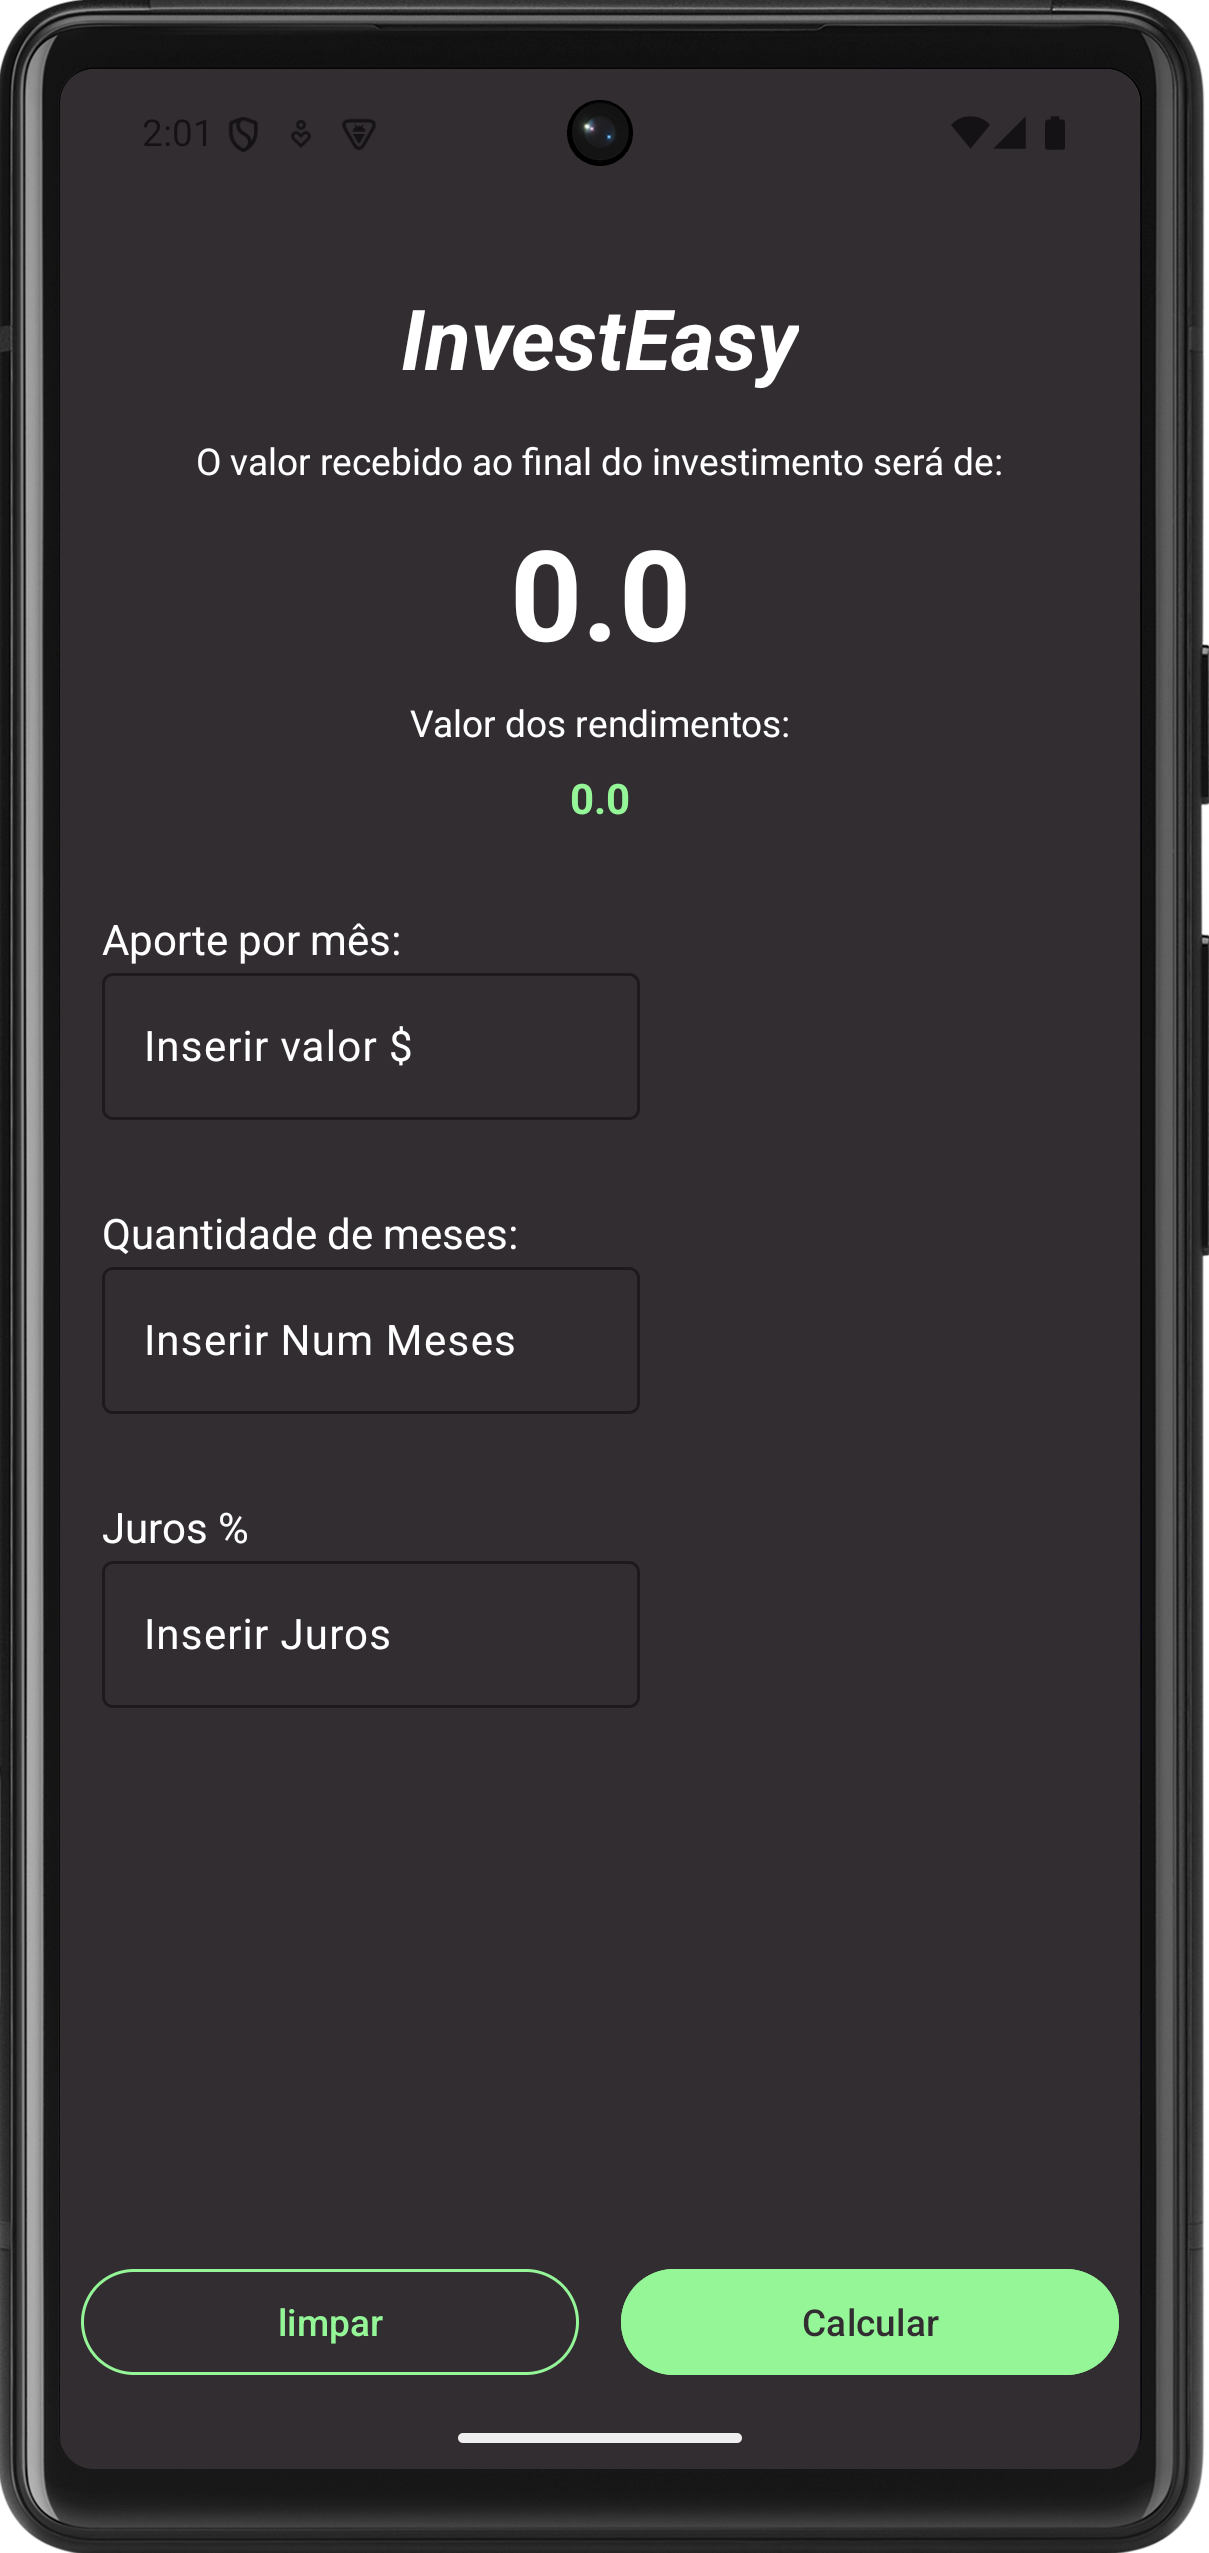 2:01
InvestEasy
O valor recebido ao final do investimento será de:
0.0
Valor dos rendimentos:
0.0
Aporte por mês:
Inserir valor $
Quantidade de meses:
Inserir Num Meses
Juros %
Inserir Juros
limpar
Calcular